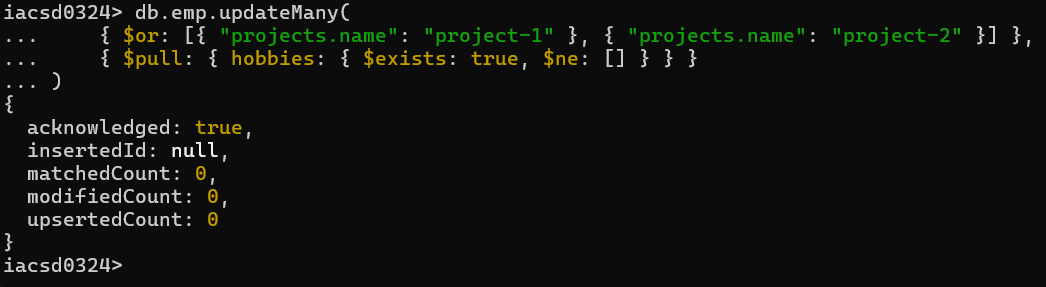 iacsd0324> db.emp.updateMany(
...     { $or: [{ "projects.name": "project-1" }, { "projects.name": "project-2" }] },
...     { $pull: { hobbies: { $exists: true, $ne: [] } } }
... )
{
  acknowledged: true,
  insertedId: null,
  matchedCount: 0,
  modifiedCount: 0,
  upsertedCount: 0
}
iacsd0324>